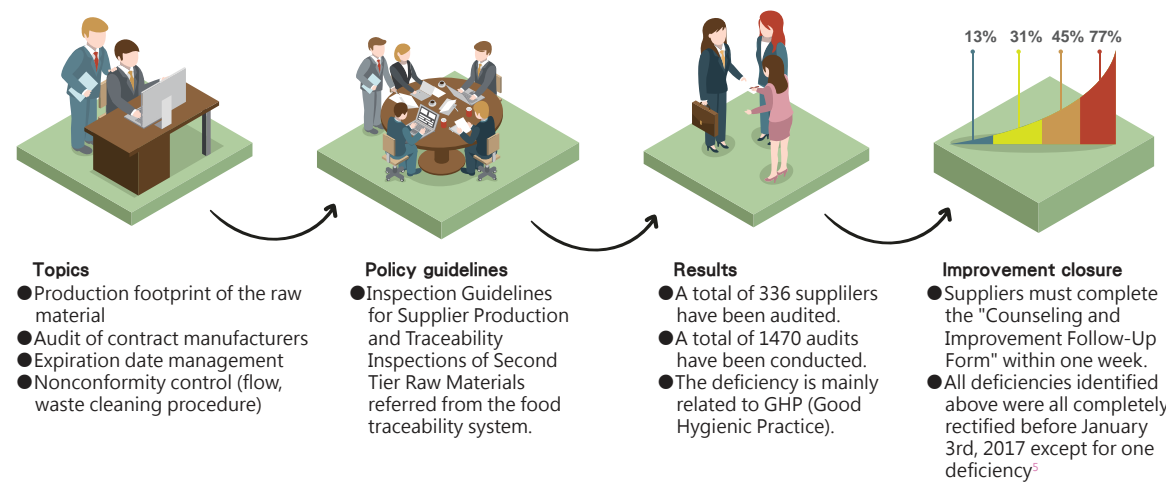 13% 31% 45% 77%
Topics
●Production footprint of the raw
material
●Audit of contract manufacturers
●Expiration date management
●Nonconformity control (flow,
waste cleaning procedure)
Policy guidelines
●Inspection Guidelines
for Supplier Production
and Traceability
Inspections of Second
Tier Raw Materials
referred from the food
traceability system.
Results
●A total of 336 supplilers
have been audited.
●A total of 1470 audits
have been conducted.
●The deficiency is mainly
related to GHP (Good
Hygienic Practice).
Improvement closure
●Suppliers must complete
the "Counseling and
Improvement Follow-Up
Form" within one week.
●All deficiencies identified
above were all completely
rectified before January
3rd, 2017 except for one
deficiency5